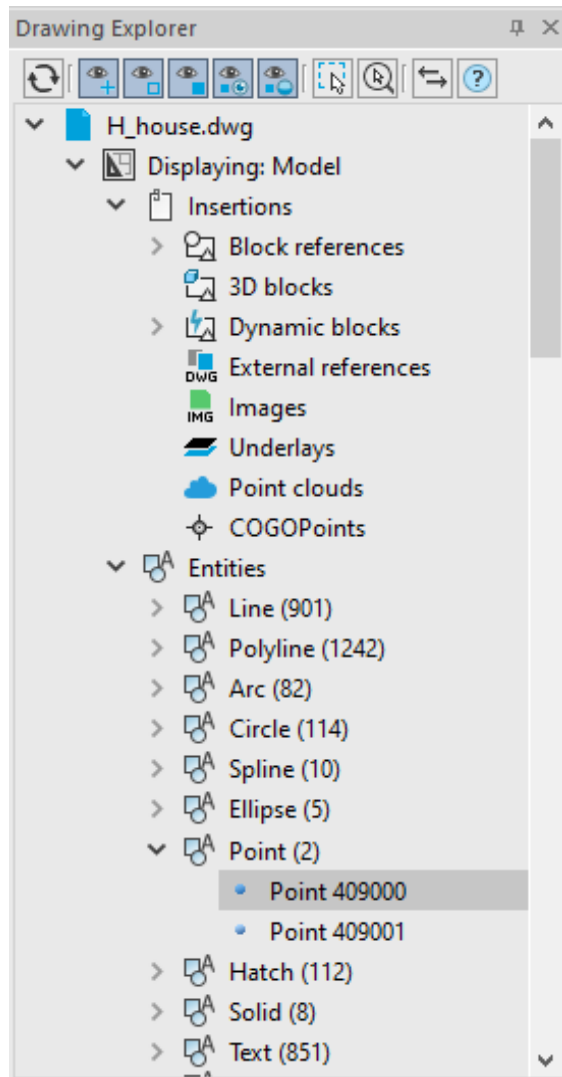 Drawing Explorer
H_house.dwg
Displaying: Model
Insertions
Block references
3D blocks
Dynamic blocks
DWG External references
IMG Images
Underlays
Point clouds
COGOPoints
Entities
Line (901)
Polyline (1242)
Arc (82)
Circle (114)
Spline (10)
Ellipse (5)
Point (2)
Point 409000
Point 409001
Hatch (112)
Solid (8)
Text (851)